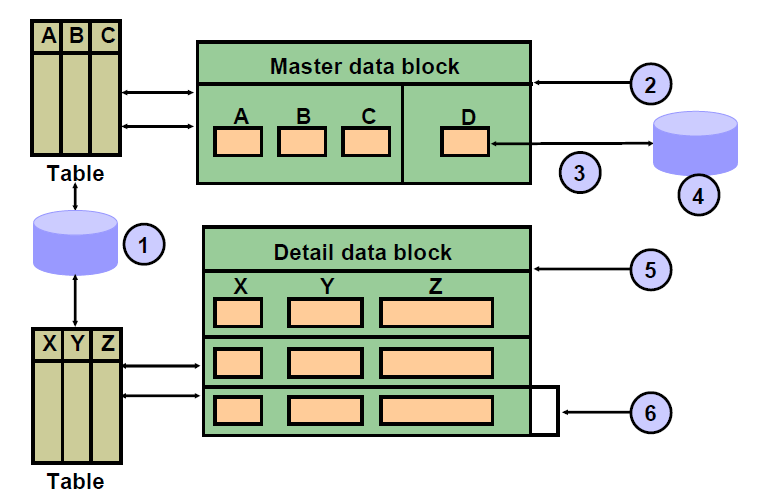 A B C
Table
1
X Y Z
Table
Master data block
A B C D
2
3
4
Detail data block
X Y Z
5
6